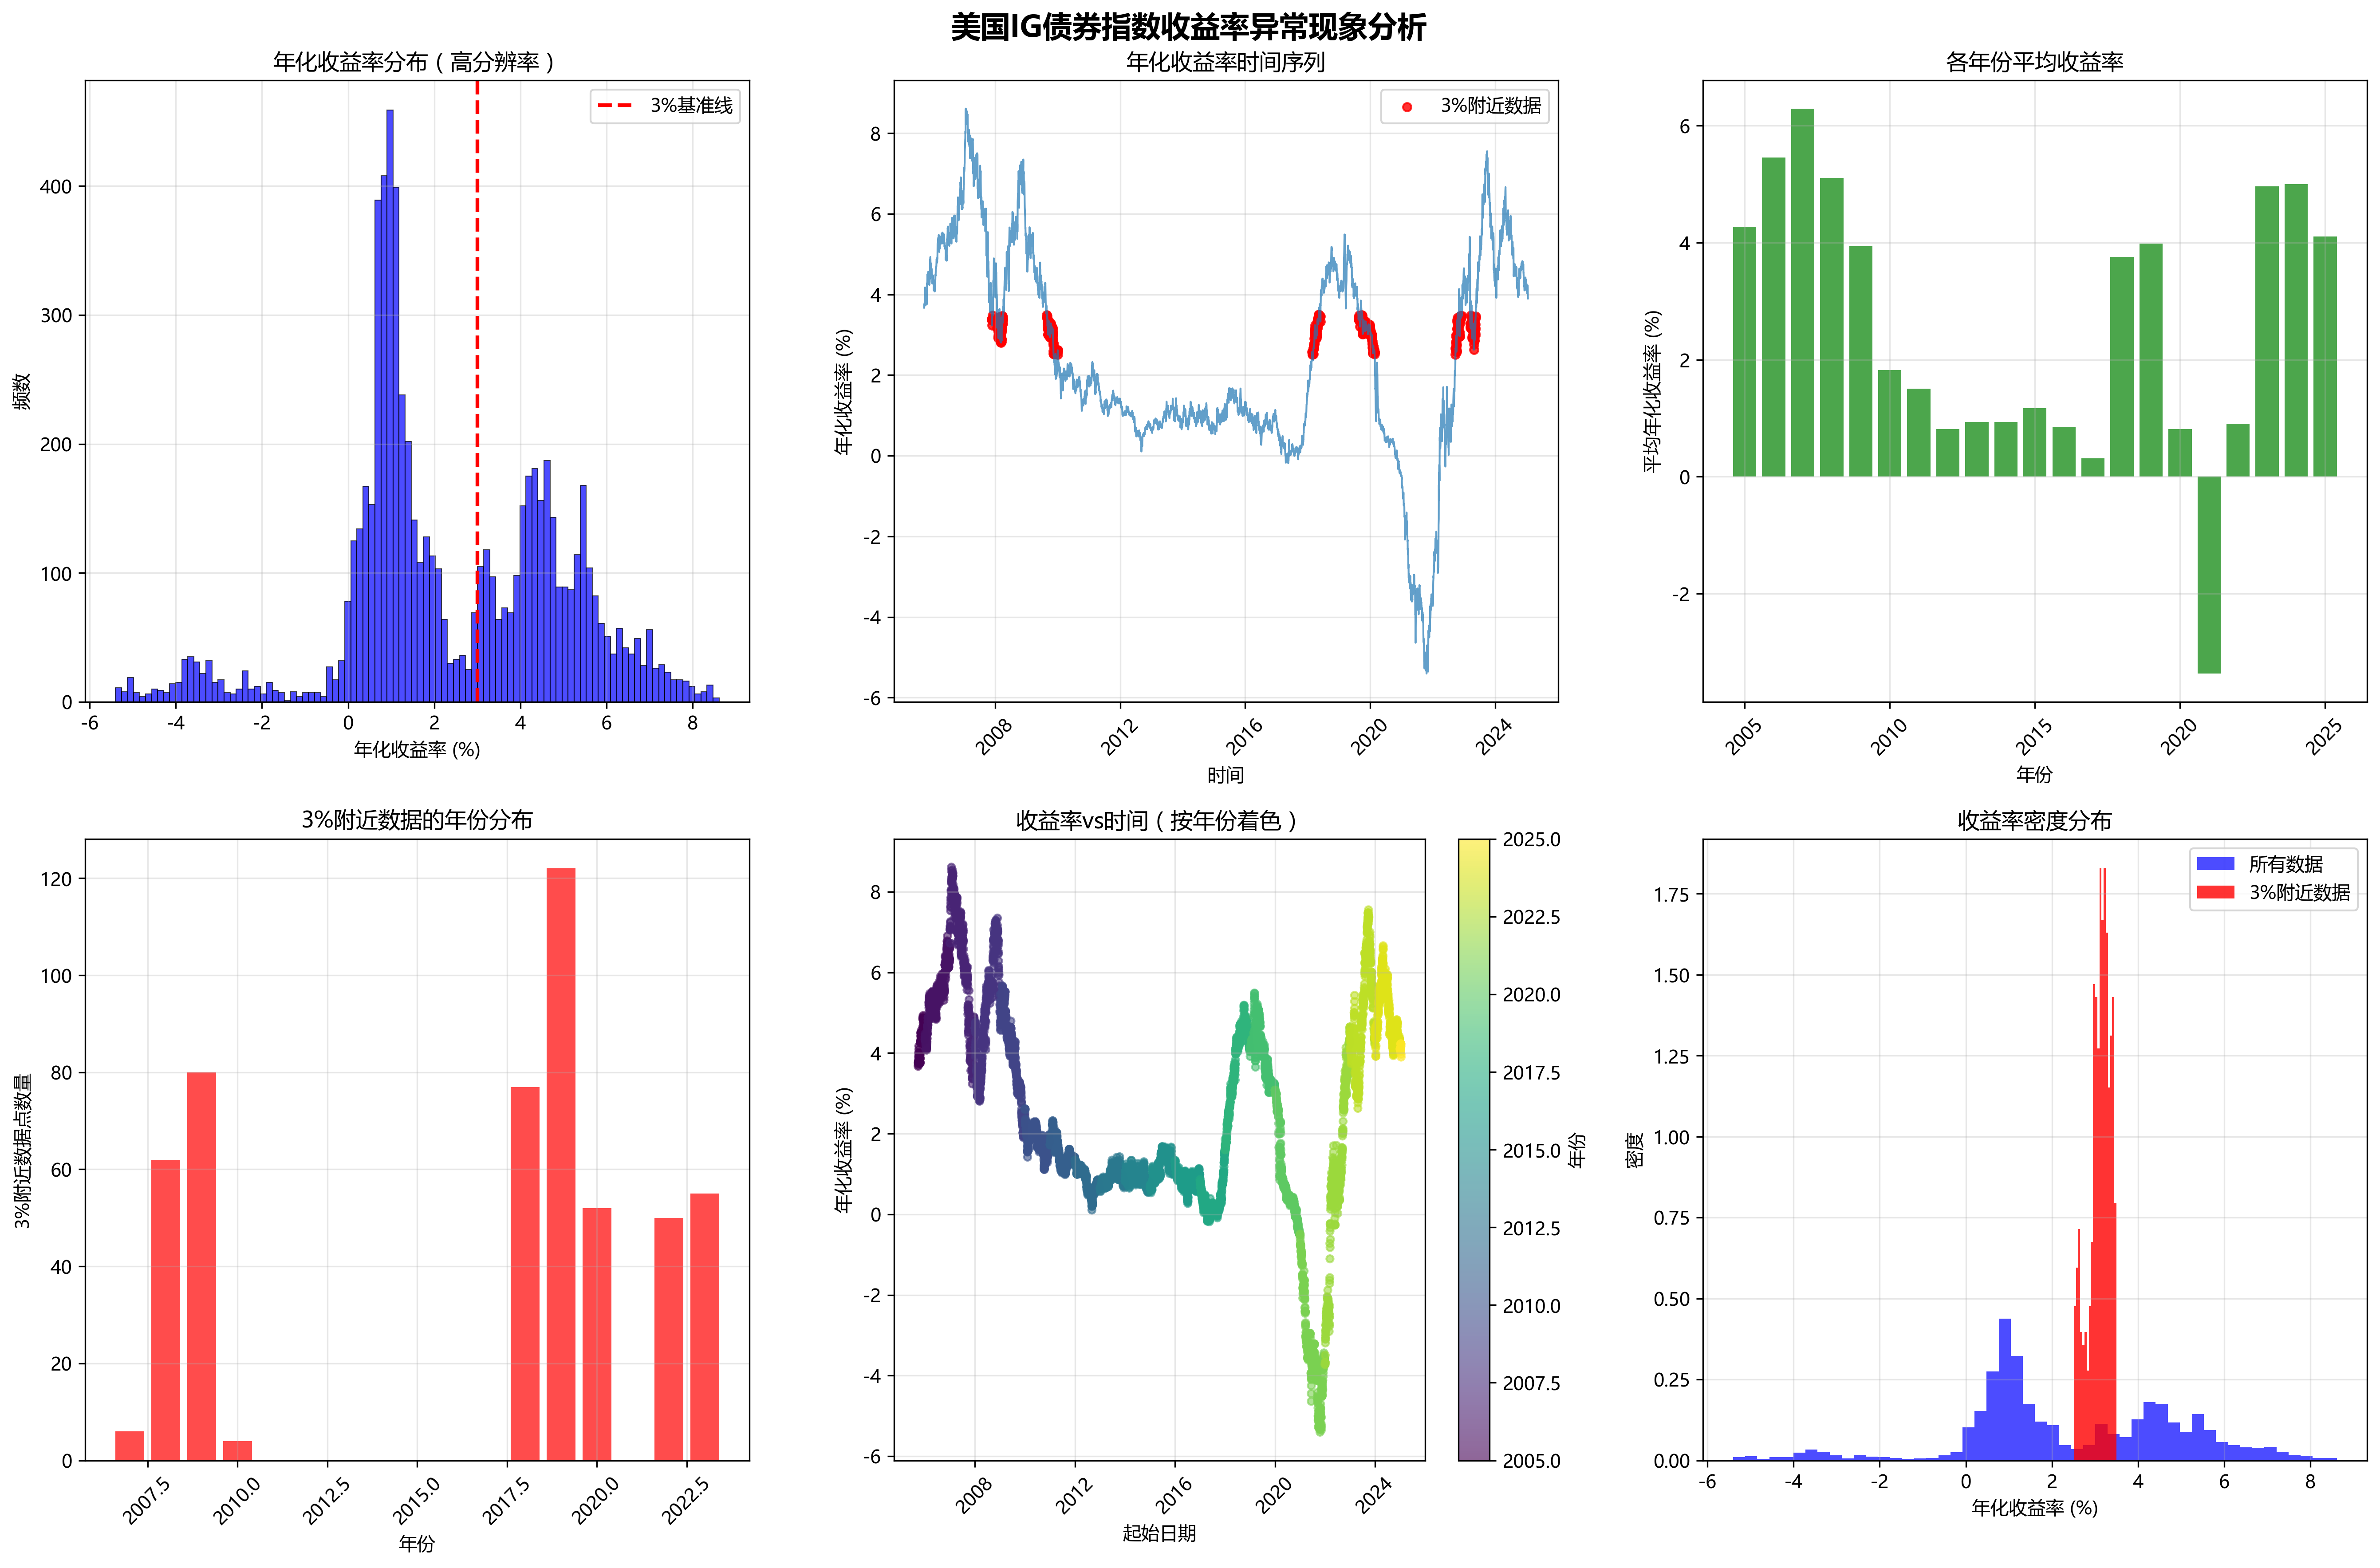 美国IG债券指数收益率异常现象分析
年化收益率分布（高分辨率）
3%基准线
频数
400
300
200
100
0
-6 -4 -2 0 2 4 6 8
年化收益率 (%)
年化收益率时间序列
3%附近数据
年化收益率 (%)
8
6
4
2
0
-2
-4
-6
2008 2012 2016 2020 2024
时间
各年份平均收益率
平均年化收益率 (%)
6
4
2
0
-2
2005 2010 2015 2020 2025
年份
3%附近数据的年份分布
3%附近数据点数量
120
100
80
60
40
20
0
2007.5 2010.0 2012.5 2015.0 2017.5 2020.0 2022.5
年份
收益率vs时间（按年份着色）
年化收益率 (%)
8
6
4
2
0
-2
-4
-6
2008 2012 2016 2020 2024
起始日期
2025.0
2022.5
2020.0
2017.5
2015.0
2012.5
2010.0
2007.5
2005.0
年份
收益率密度分布
所有数据
3%附近数据
密度
1.75
1.50
1.25
1.00
0.75
0.50
0.25
0.00
-6 -4 -2 0 2 4 6 8
年化收益率 (%)